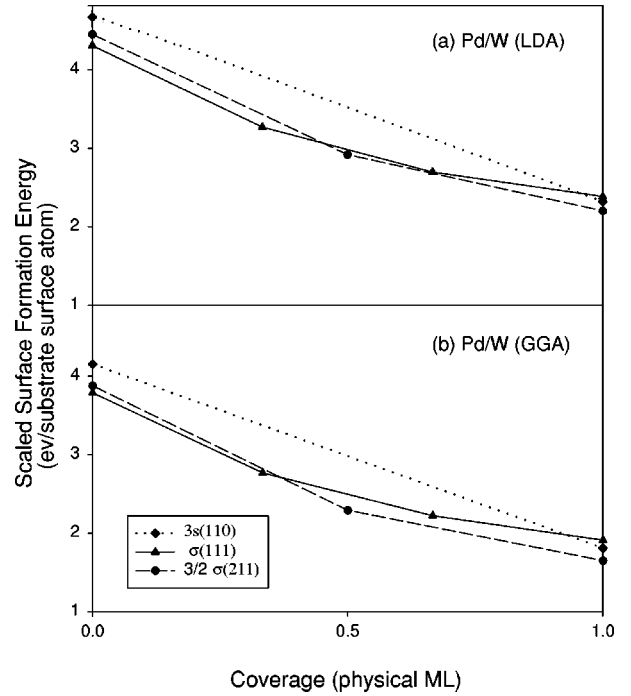 (a) Pd/W (LDA)
4
3
2
1
Scaled Surface Formation Energy
(ev/substrate surface atom)
(b) Pd/W (GGA)
4
3
2
1
3s(110)
σ(111)
3/2 σ(211)
0.0 0.5 1.0
Coverage (physical ML)